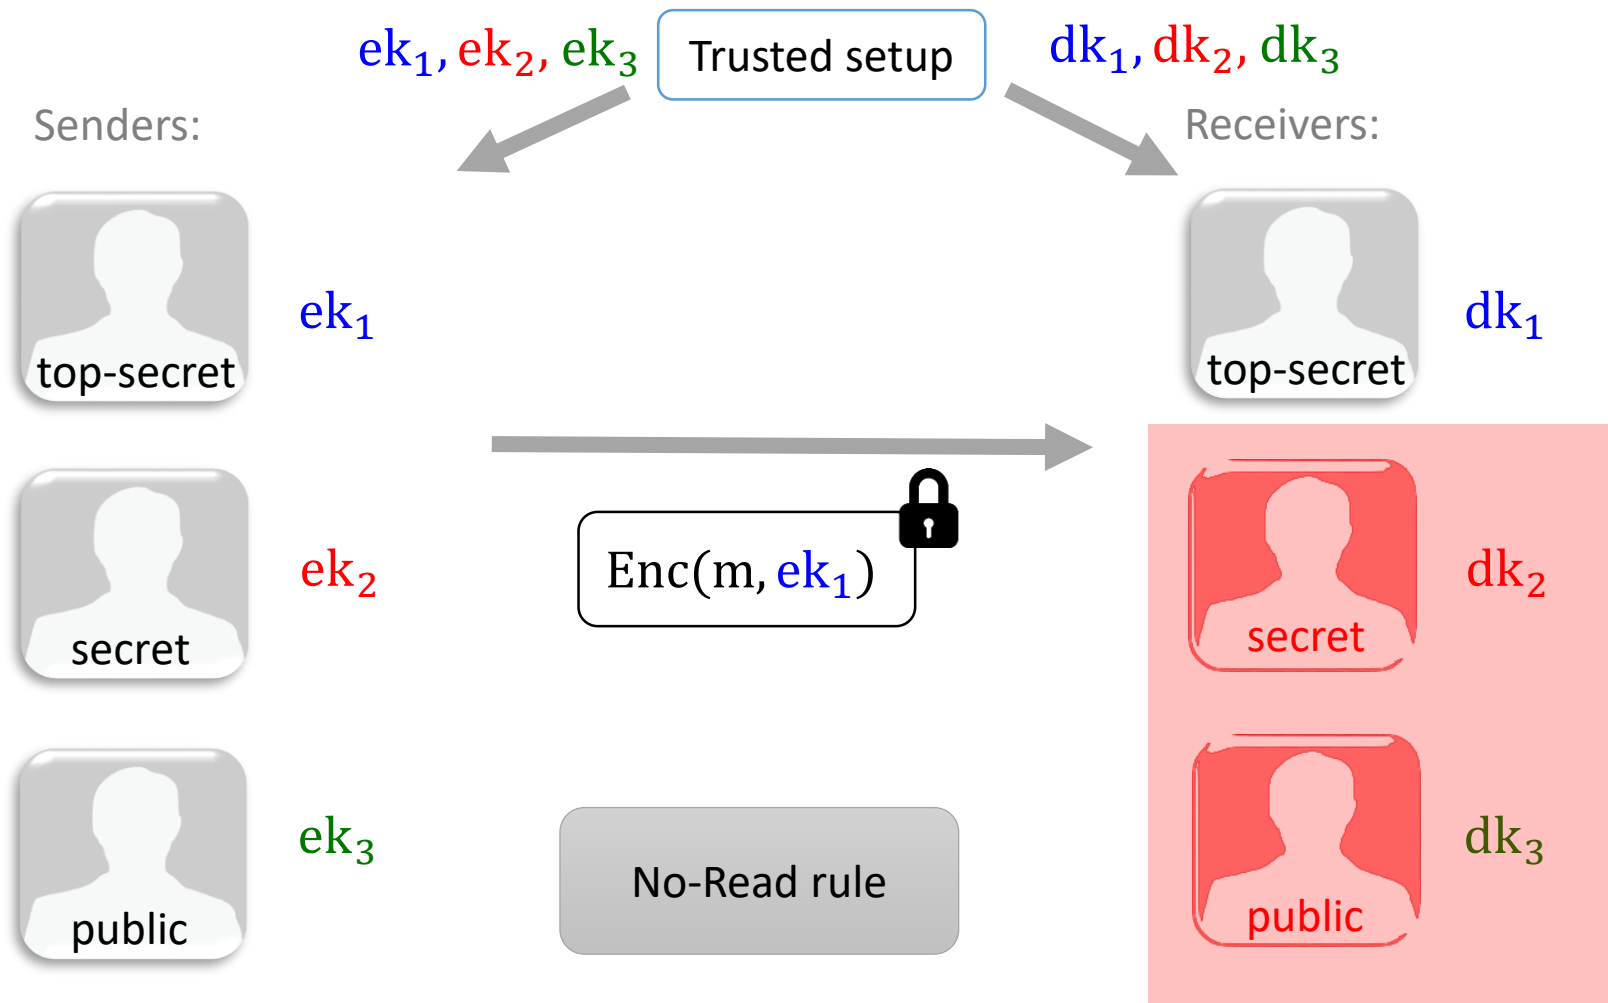 ek₁, ek₂, ek₃
Trusted setup
dk₁, dk₂, dk₃
Senders:
Receivers:
top-secret
ek₁
top-secret
dk₁
Enc(m, ek₁)
secret
ek₂
secret
dk₂
No-Read rule
public
ek₃
public
dk₃